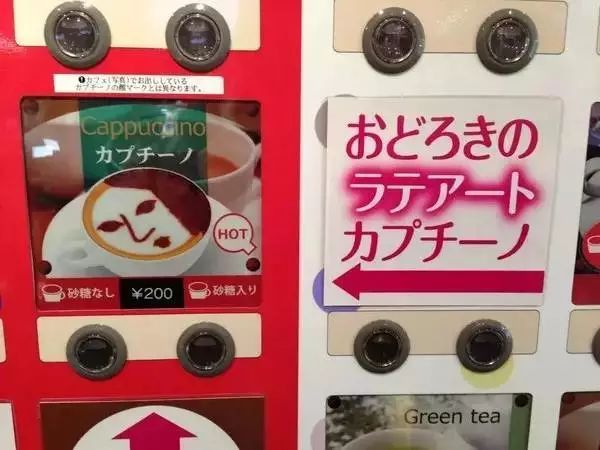 ❶カフェ(写真)でお出ししている
カプチーノの顔マークとは異なります。
Cappuccino
カプチーノ
HOT
砂糖なし ¥200 砂糖入り
おどろきの
ラテアート
カプチーノ
Green tea